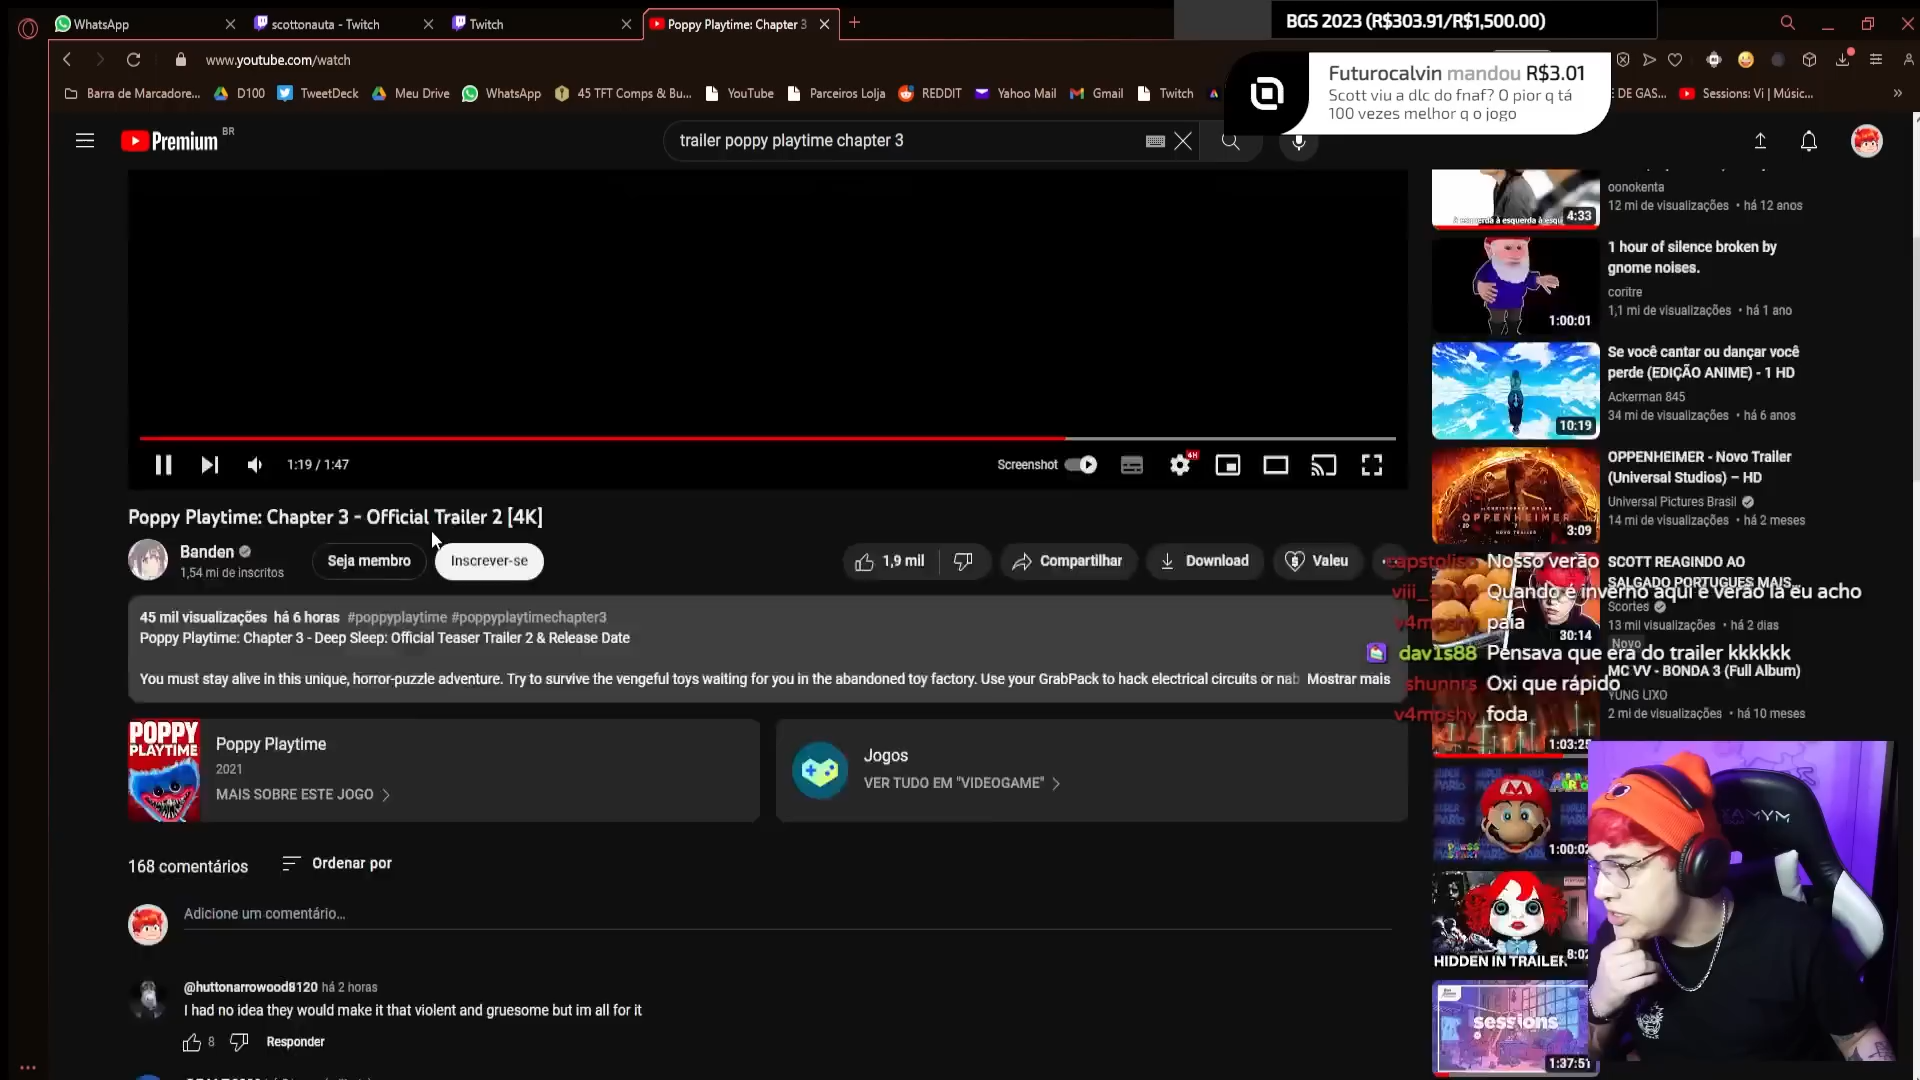 WhatsApp
scottonauta - Twitch
Twitch
Poppy Playtime: Chapter 3
BGS 2023 (R$303.91/R$1,500.00)
www.youtube.com/watch
Futurocalvin mandou R$3.01
Scott viu a dlc do fnaf? O pior q tá
100 vezes melhor q o jogo
Barra de Marcadore...
D100
TweetDeck
Meu Drive
WhatsApp
45 TFT Comps & Bu...
YouTube
Parceiros Lolja
REDDIT
Yahoo Mail
Gmail
Twitch
E DE GAS...
Sessions: Vi | Músic...
Premium BR
trailer poppy playtime chapter 3
1:19 / 1:47
Screenshot
4K
Poppy Playtime: Chapter 3 - Official Trailer 2 [4K]
Banden
1,54 mi de inscritos
Seja membro
Inscrever-se
1,9 mil
Compartilhar
Download
Valeu
45 mil visualizações há 6 horas #poppyplaytime #poppyplaytimechapter3
Poppy Playtime: Chapter 3 - Deep Sleep: Official Teaser Trailer 2 & Release Date
You must stay alive in this unique, horror-puzzle adventure. Try to survive the vengeful toys waiting for you in the abandoned toy factory. Use your GrabPack to hack electrical circuits or nab Mostrar mais
POPPY
PLAYTIME
Poppy Playtime
2021
MAIS SOBRE ESTE JOGO
Jogos
VER TUDO EM "VIDEOGAME"
168 comentários
Ordenar por
Adicione um comentário...
@huttonarrowood8120 há 2 horas
I had no idea they would make it that violent and gruesome but im all for it
8
Responder
oonokenta
12 mi de visualizações • há 12 anos
4:33
1 hour of silence broken by
gnome noises.
coritre
1,1 mi de visualizações • há 1 ano
1:00:01
Se você cantar ou dançar você
perde (EDIÇÃO ANIME) - 1 HD
Ackerman 845
34 mi de visualizações • há 6 anos
10:19
OPPENHEIMER - Novo Trailer
(Universal Studios) – HD
Universal Pictures Brasil
14 mi de visualizações • há 2 meses
OPPENHEIMER
3:09
SCOTT REAGINDO AO
SALGADO PORTUGUES MAIS...
Scortes
13 mil visualizações • há 2 dias
Novo
30:14
MC VV - BONDA 3 (Full Album)
YUNG LIXO
2 mi de visualizações • há 10 meses
1:03:25
capstoliso Nosso verão
Quando é inverno aqui é verão lá eu acho
v4mpshy paia
dav1s88 Pensava que era do trailer kkkkkk
shunnrs Oxi que rápido
v4mpshy foda
1:00:02
HIDDEN IN TRAILER
8:02
sessions
1:37:51